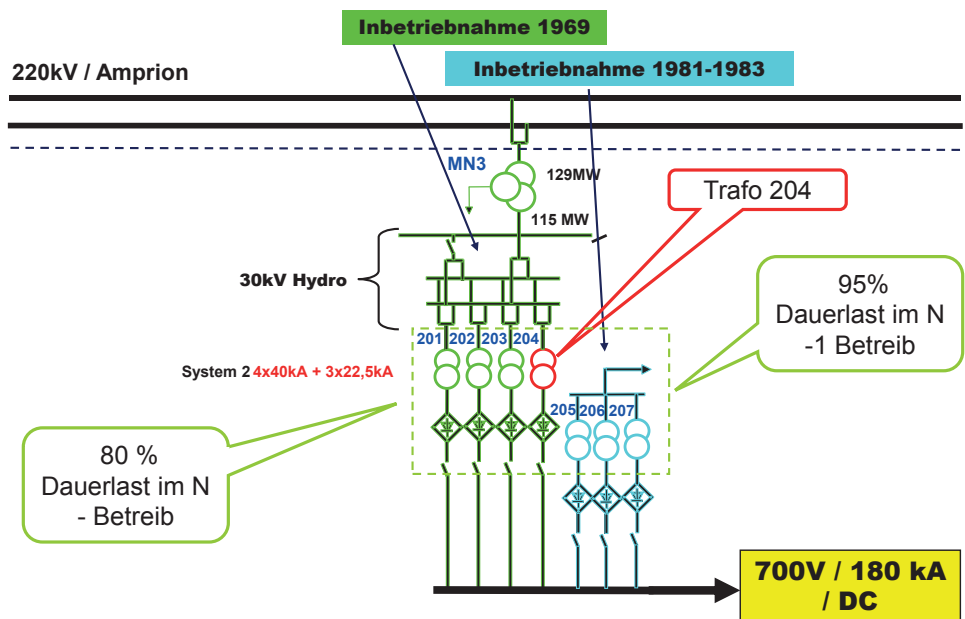 Inbetriebnahme 1969
220kV / Amprion
Inbetriebnahme 1981-1983
MN3
129MW
Trafo 204
115 MW
30kV Hydro
95%
Dauerlast im N
-1 Betreib
201 202 203 204
System 2 4x40kA + 3x22,5kA
205 206 207
80 %
Dauerlast im N
- Betreib
700V / 180 kA
/ DC